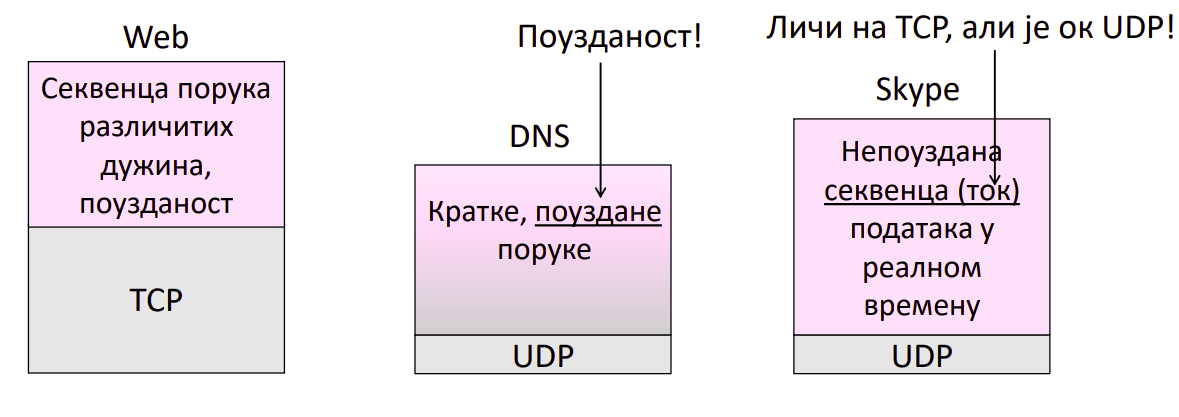 Web
Секвенца порука
различитих
дужина,
поузданост
TCP
Поузданост!
DNS
Кратке, поуздане
поруке
UDP
Личи на TCP, али је ок UDP!
Skype
Непоуздана
секвенца (ток)
података у
реалном
времену
UDP